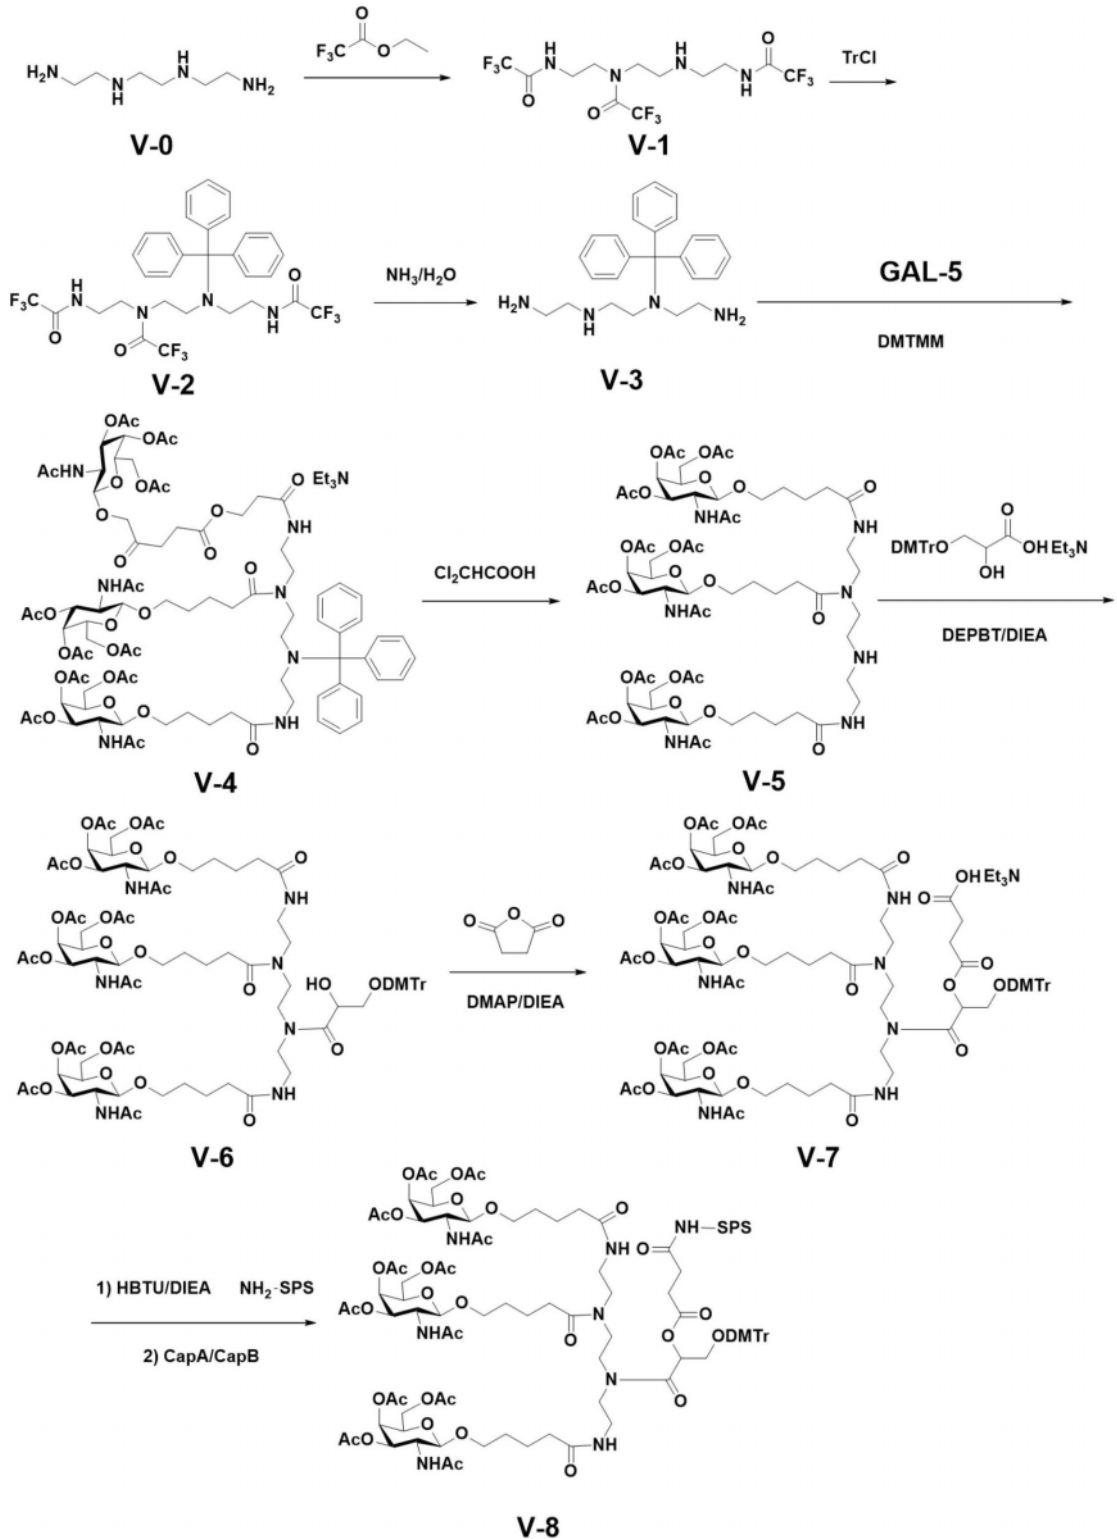 F3C O O
H2N N H H N NH2
V-0
F3C O H N N O CF3 H N N H O CF3
V-1
TrCl
F3C O H N N O CF3 N N H O CF3
V-2
NH3/H2O
H2N N H N NH2
V-3
GAL-5
DMTMM
OAc
OAc
AcHN
O
OAc
O
O
O
O
O Et3N
NH
NHAc
AcO
O
O
O
N
OAc
OAc
N
OAc OAc
AcO
O
O
NHAc
O
NH
V-4
Cl2CHCOOH
OAc OAc
AcO
O
O
NHAc
O
NH
OAc OAc
AcO
O
O
NHAc
O
N
NH
OAc OAc
AcO
O
O
NHAc
O
NH
V-5
O
DMTrO
OHEt3N
OH
DEPBT/DIEA
OAc OAc
AcO
O
O
NHAc
O
NH
OAc OAc
AcO
O
O
NHAc
O
N
HO
ODMTr
N
O
OAc OAc
AcO
O
O
NHAc
O
NH
V-6
O O O
DMAP/DIEA
OAc OAc
AcO
O
O
NHAc
O
NH
O
OHEt3N
OAc OAc
AcO
O
O
NHAc
O
N
O
O
ODMTr
N
O
OAc OAc
AcO
O
O
NHAc
O
NH
V-7
1) HBTU/DIEA NH2-SPS
2) CapA/CapB
OAc OAc
AcO
O
O
NHAc
O
NH
O
NH-SPS
OAc OAc
AcO
O
O
NHAc
O
N
O
O
ODMTr
N
O
OAc OAc
AcO
O
O
NHAc
O
NH
V-8